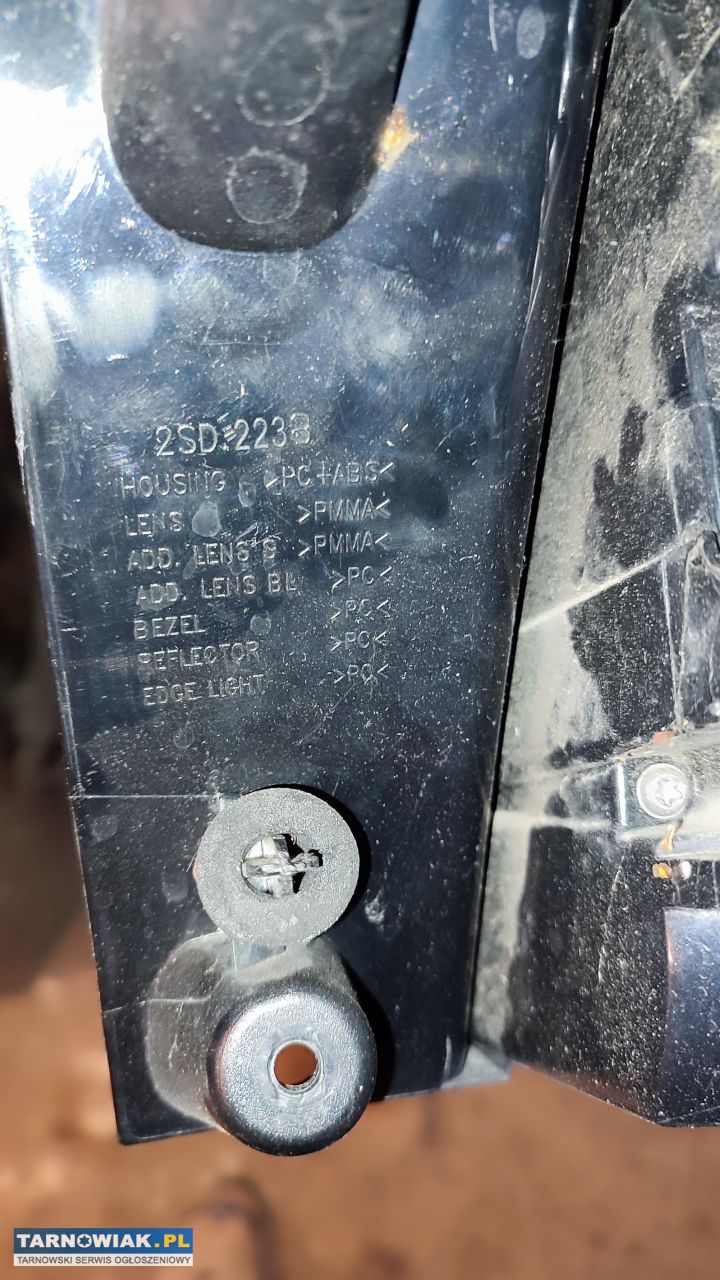 2SD.2238
HOUSING >PC+ABS<
LENS >PMMA<
ADD. LENS S >PMMA<
ADD. LENS BL >PC<
BEZEL >PC<
REFLECTOR >PC<
EDGE LIGHT >PC<
TARNOWIAK.PL
TARNOWSKI SERWIS OGŁOSZENIOWY